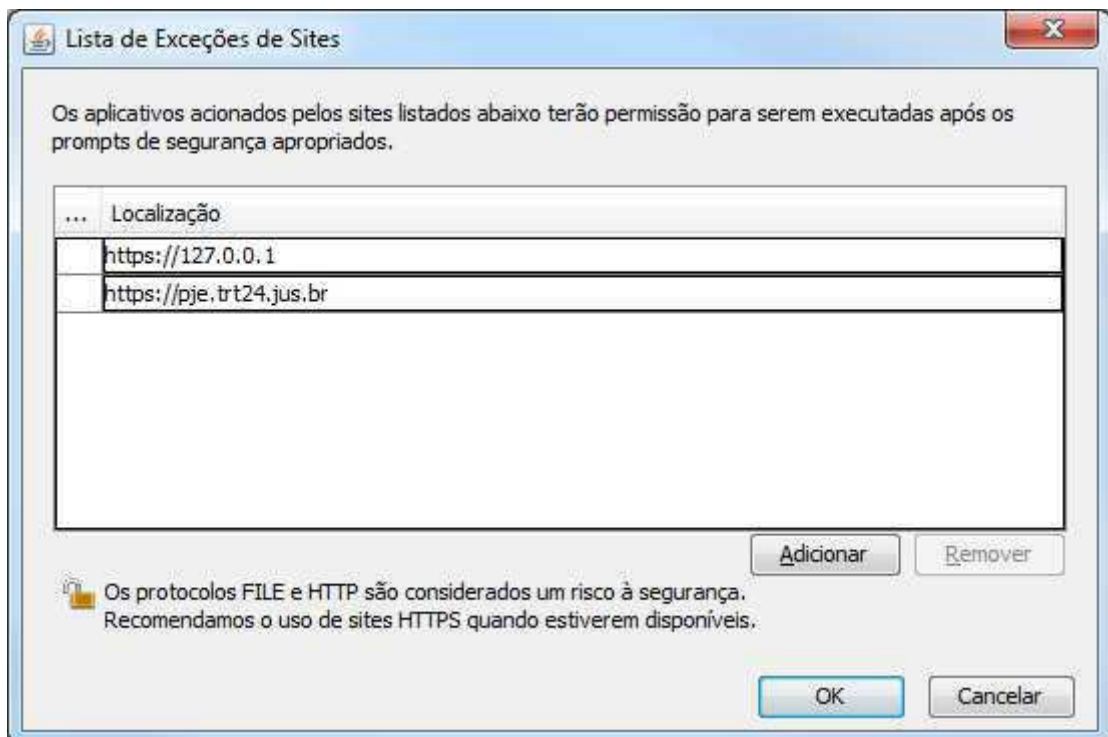 Lista de Exceções de Sites
Os aplicativos acionados pelos sites listados abaixo terão permissão para serem executadas após os
prompts de segurança apropriados.
... Localização
https://127.0.0.1
https://pje.trt24.jus.br
Adicionar Remover
Os protocolos FILE e HTTP são considerados um risco à segurança.
Recomendamos o uso de sites HTTPS quando estiverem disponíveis.
OK Cancelar